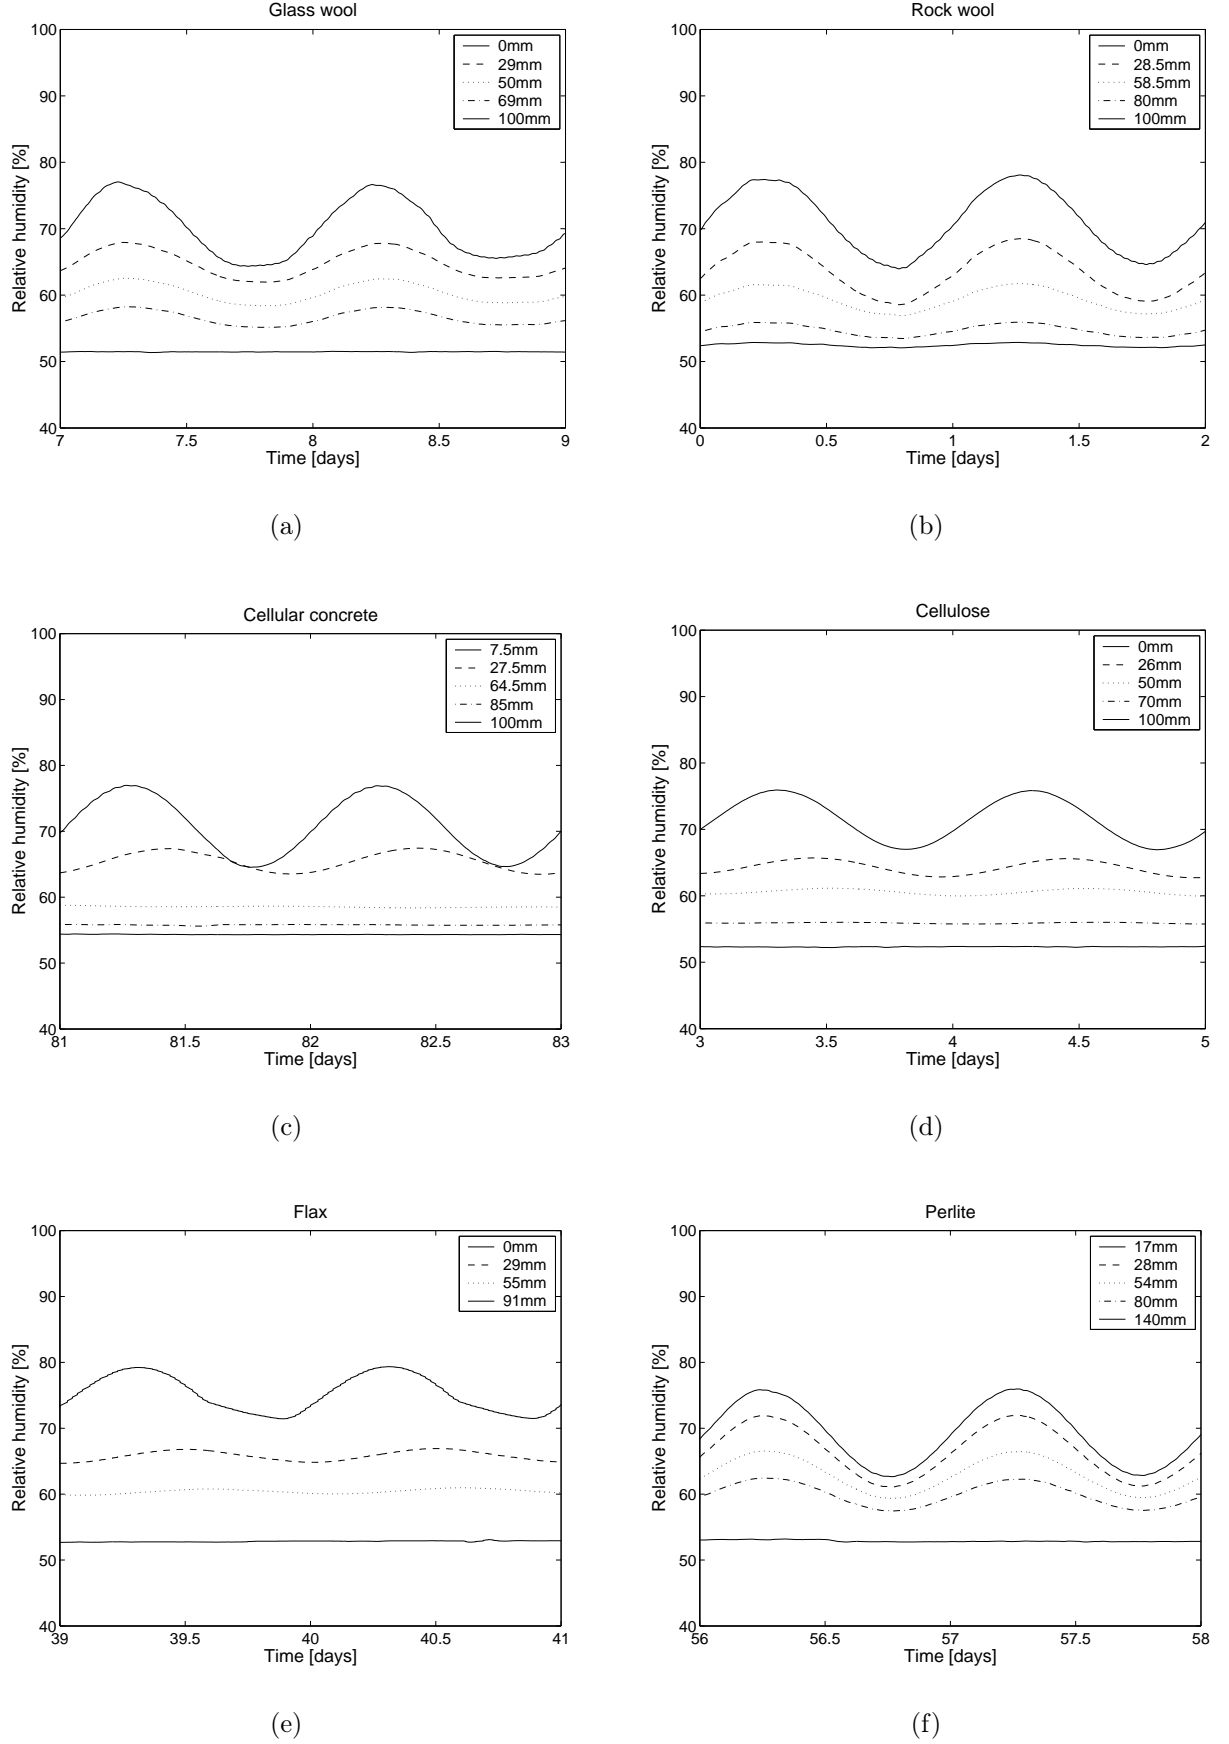 Glass wool
100
90
80
70
60
50
40
Relative humidity [%]
0mm
29mm
50mm
69mm
100mm
7
7.5
8
8.5
9
Time [days]
(a)
Rock wool
100
90
80
70
60
50
40
Relative humidity [%]
0mm
28.5mm
58.5mm
80mm
100mm
0
0.5
1
1.5
2
Time [days]
(b)
Cellular concrete
100
90
80
70
60
50
40
Relative humidity [%]
7.5mm
27.5mm
64.5mm
85mm
100mm
81
81.5
82
82.5
83
Time [days]
(c)
Cellulose
100
90
80
70
60
50
40
Relative humidity [%]
0mm
26mm
50mm
70mm
100mm
3
3.5
4
4.5
5
Time [days]
(d)
Flax
100
90
80
70
60
50
40
Relative humidity [%]
0mm
29mm
55mm
91mm
39
39.5
40
40.5
41
Time [days]
(e)
Perlite
100
90
80
70
60
50
40
Relative humidity [%]
17mm
28mm
54mm
80mm
140mm
56
56.5
57
57.5
58
Time [days]
(f)